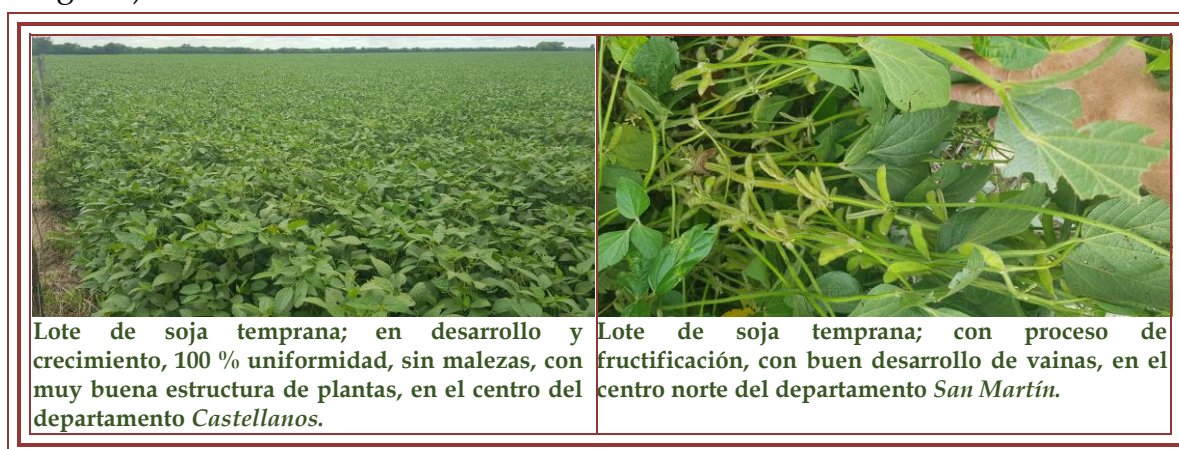 Lote de soja temprana; en desarrollo y
crecimiento, 100 % uniformidad, sin malezas, con
muy buena estructura de plantas, en el centro del
departamento Castellanos.
Lote de soja temprana; con proceso de
fructificación, con buen desarrollo de vainas, en el
centro norte del departamento San Martín.